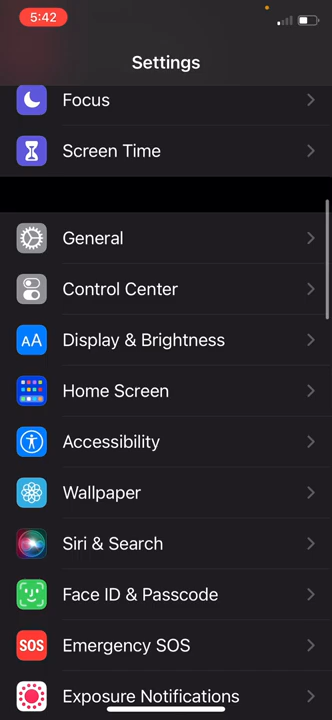 5:42
Settings
Focus
Screen Time
General
Control Center
AA Display & Brightness
Home Screen
Accessibility
Wallpaper
Siri & Search
Face ID & Passcode
SOS Emergency SOS
Exposure Notifications